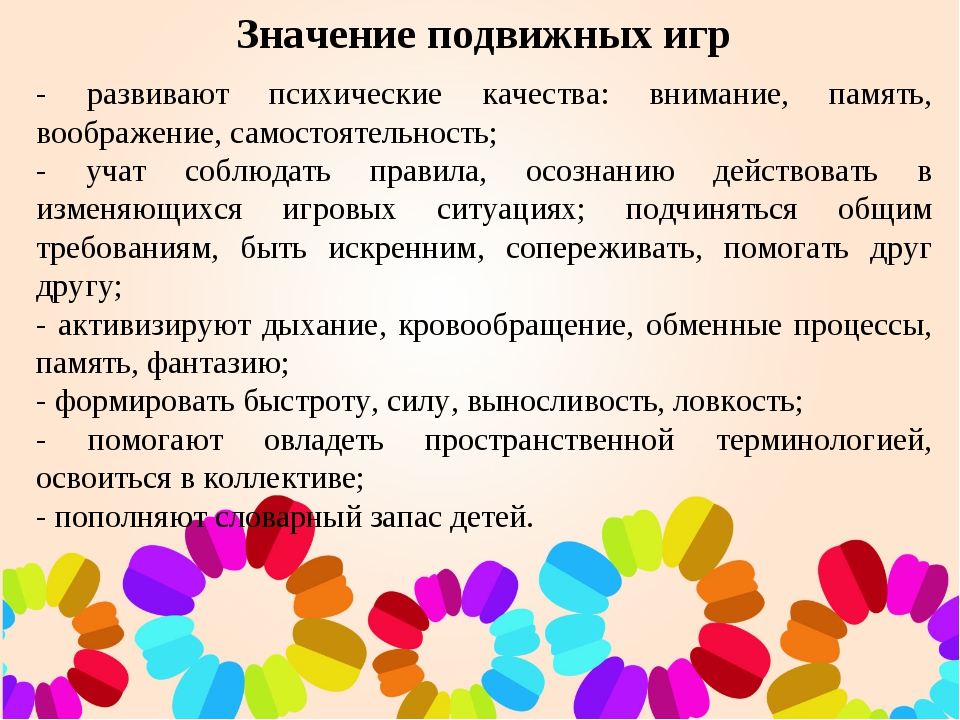 Значение подвижных игр
- развивают психические качества: внимание, память,
воображение, самостоятельность;
- учат соблюдать правила, осознанию действовать в
изменяющихся игровых ситуациях; подчиняться общим
требованиям, быть искренним, сопереживать, помогать друг
другу;
- активизируют дыхание, кровообращение, обменные процессы,
память, фантазию;
- формировать быстроту, силу, выносливость, ловкость;
- помогают овладеть пространственной терминологией,
освоиться в коллективе;
- пополняют словарный запас детей.